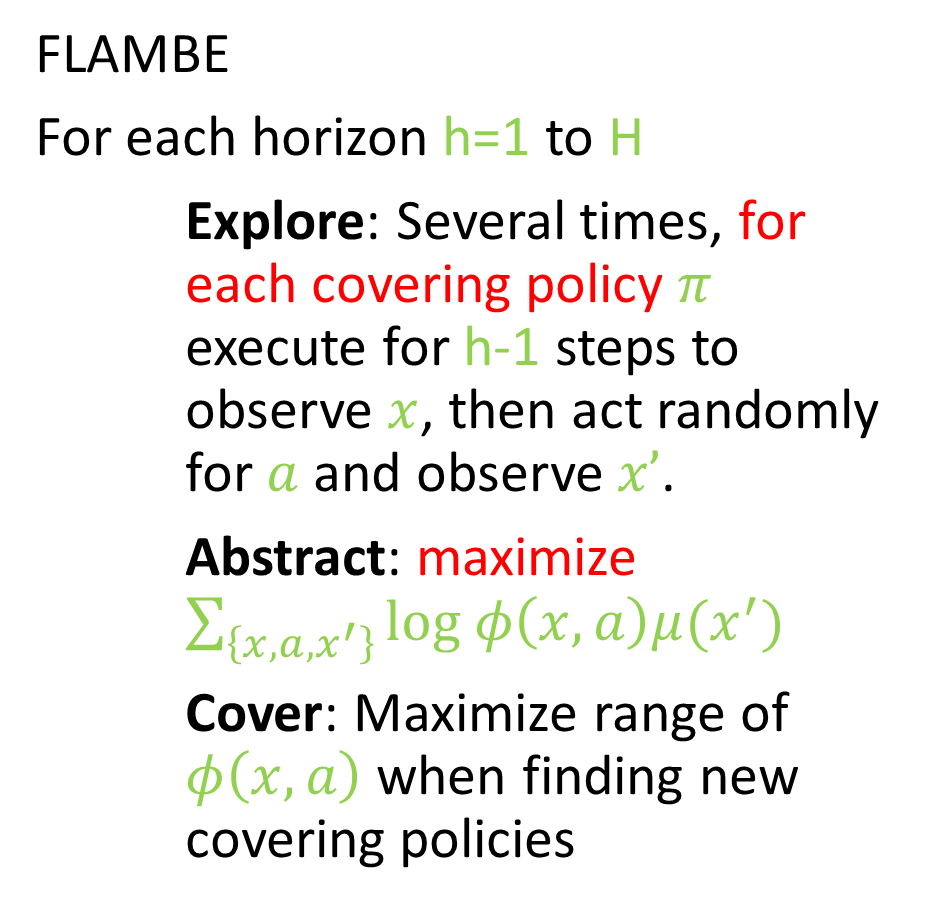 FLAMBE
For each horizon h=1 to H
Explore: Several times, for
each covering policy π
execute for h-1 steps to
observe x, then act randomly
for a and observe x’.
Abstract: maximize
∑_{x,a,x′} log ϕ(x, a)μ(x′)
Cover: Maximize range of
ϕ(x, a) when finding new
covering policies